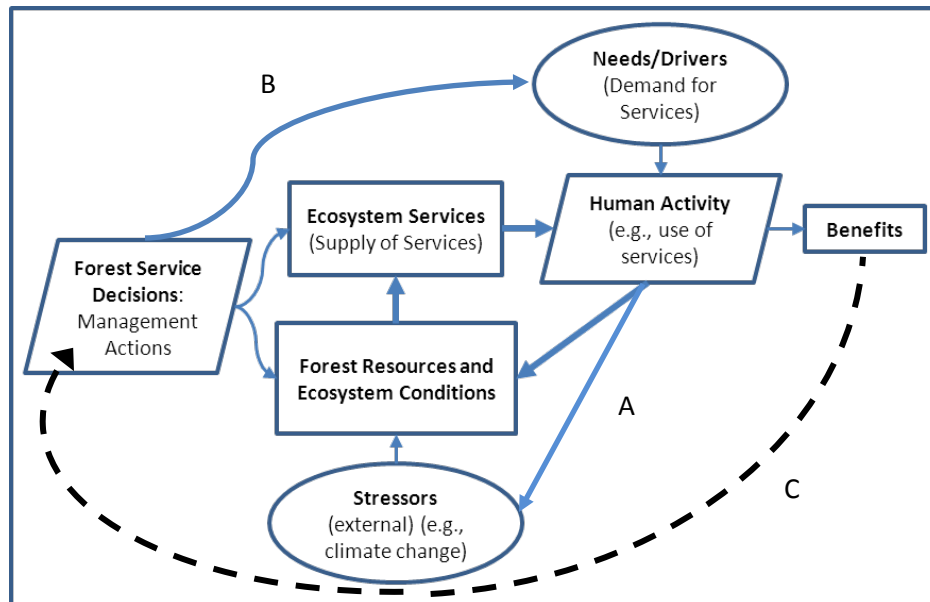 B
Needs/Drivers
(Demand for
Services)
Ecosystem Services
(Supply of Services)
Human Activity
(e.g., use of
services)
Benefits
Forest Service
Decisions:
Management
Actions
Forest Resources and
Ecosystem Conditions
A
C
Stressors
(external) (e.g.,
climate change)